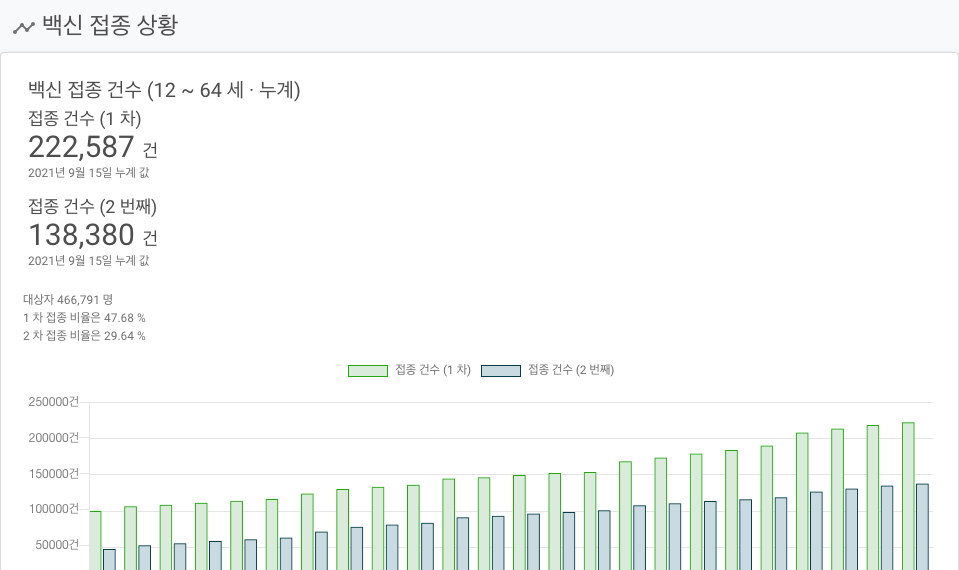 백신 접종 상황
백신 접종 건수 (12 ~ 64 세 · 누계)
접종 건수 (1 차)
222,587 건
2021년 9월 15일 누계 값
접종 건수 (2 번째)
138,380 건
2021년 9월 15일 누계 값
대상자 466,791 명
1 차 접종 비율은 47.68 %
2 차 접종 비율은 29.64 %
접종 건수 (1 차) 접종 건수 (2 번째)
250000건
200000건
150000건
100000건
50000건